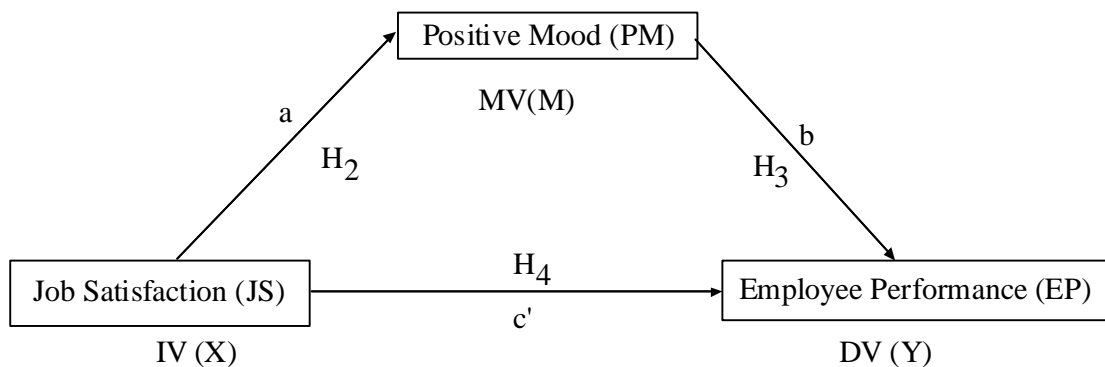 Positive Mood (PM)
MV(M)
a
b
H2
H3
H4
Job Satisfaction (JS)
Employee Performance (EP)
c'
IV (X)
DV (Y)